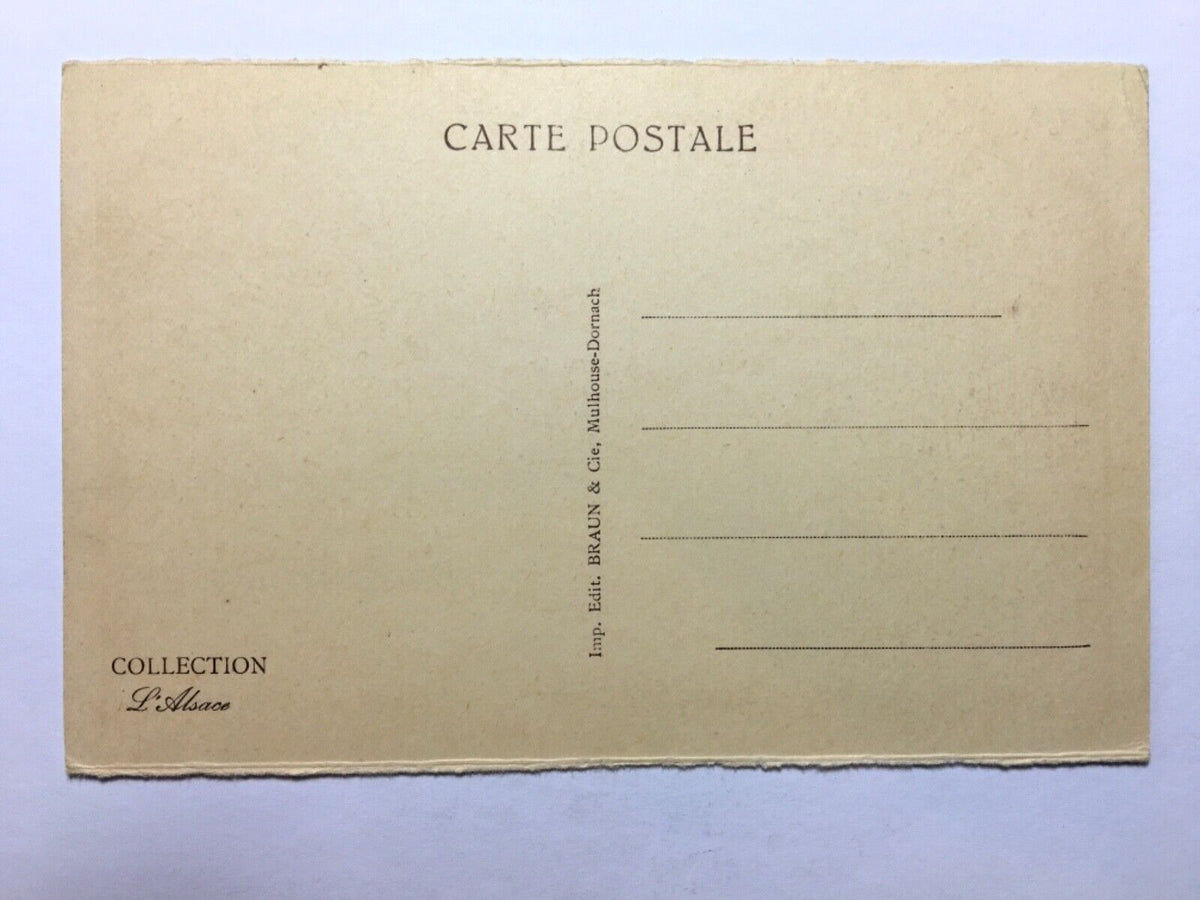 CARTE POSTALE
Imp. Edit. BRAUN & Cie, Mulhouse-Dornach
COLLECTION
L'Alsace